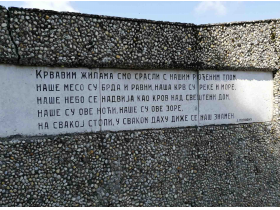 Крвавим жилама смо срасли с нашим рођеним тлом.
Наше месо су брда и равни, наша крв су реке и море,
Наше небо се надвија као кров над свештени дом.
Наше су ове ноћи, наше су ове зоре,
На свакој стопи, у сваком даху диже се наш